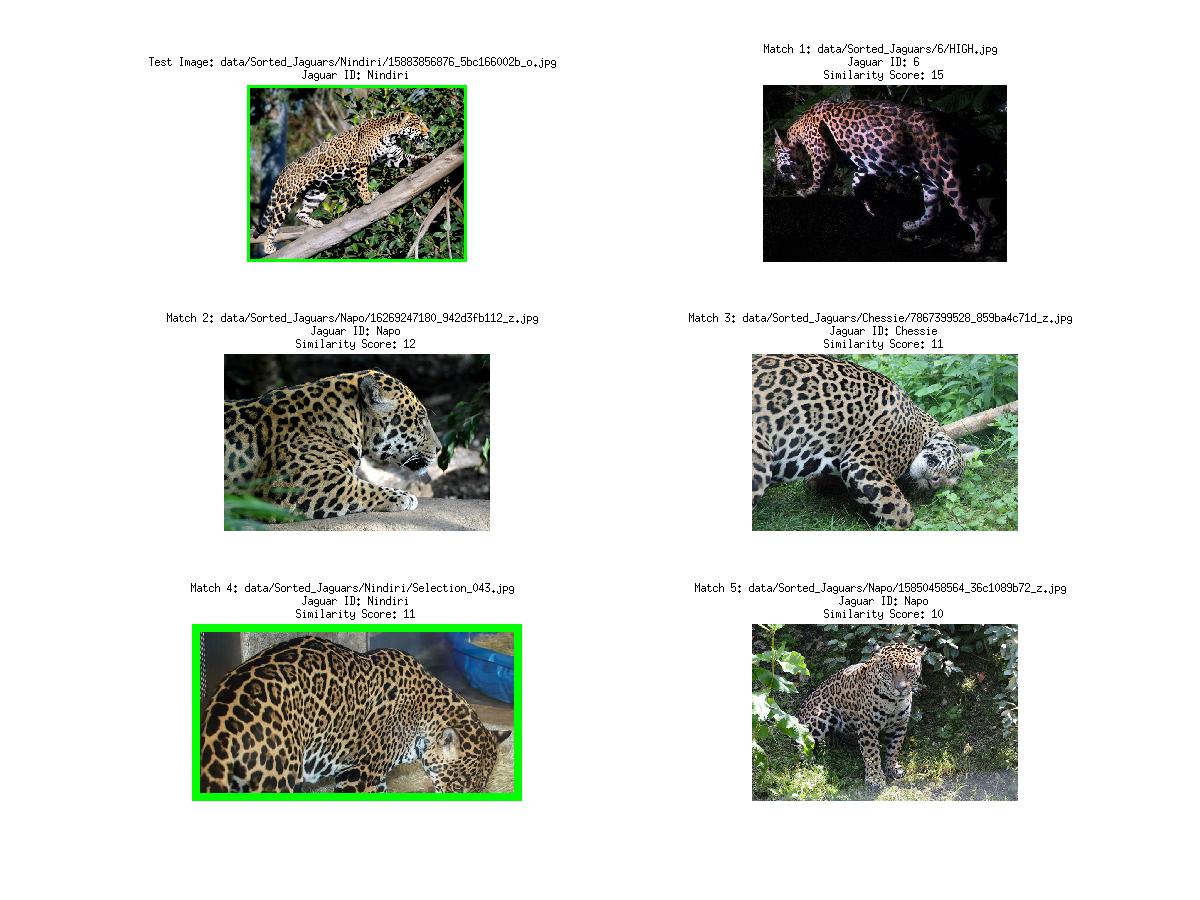 Test Image: data/Sorted_Jaguars/Nindiri/15883856876_5bc166002b_o.jpg
Jaguar ID: Nindiri
Match 1: data/Sorted_Jaguars/6/HIGH.jpg
Jaguar ID: 6
Similarity Score: 15
Match 2: data/Sorted_Jaguars/Napo/16269247180_942d3fb112_z.jpg
Jaguar ID: Napo
Similarity Score: 12
Match 3: data/Sorted_Jaguars/Chessie/7867399528_859ba4c71d_z.jpg
Jaguar ID: Chessie
Similarity Score: 11
Match 4: data/Sorted_Jaguars/Nindiri/Selection_043.jpg
Jaguar ID: Nindiri
Similarity Score: 11
Match 5: data/Sorted_Jaguars/Napo/15850458564_36c1089b72_z.jpg
Jaguar ID: Napo
Similarity Score: 10